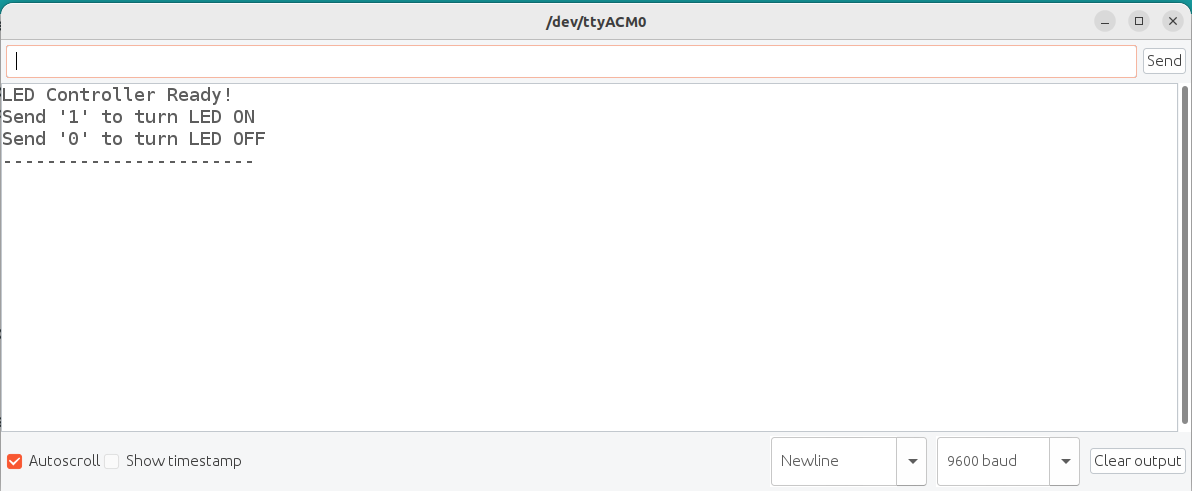 /dev/ttyACM0
Send
LED Controller Ready!
Send '1' to turn LED ON
Send '0' to turn LED OFF
-----------------------
Autoscroll
Show timestamp
Newline
9600 baud
Clear output